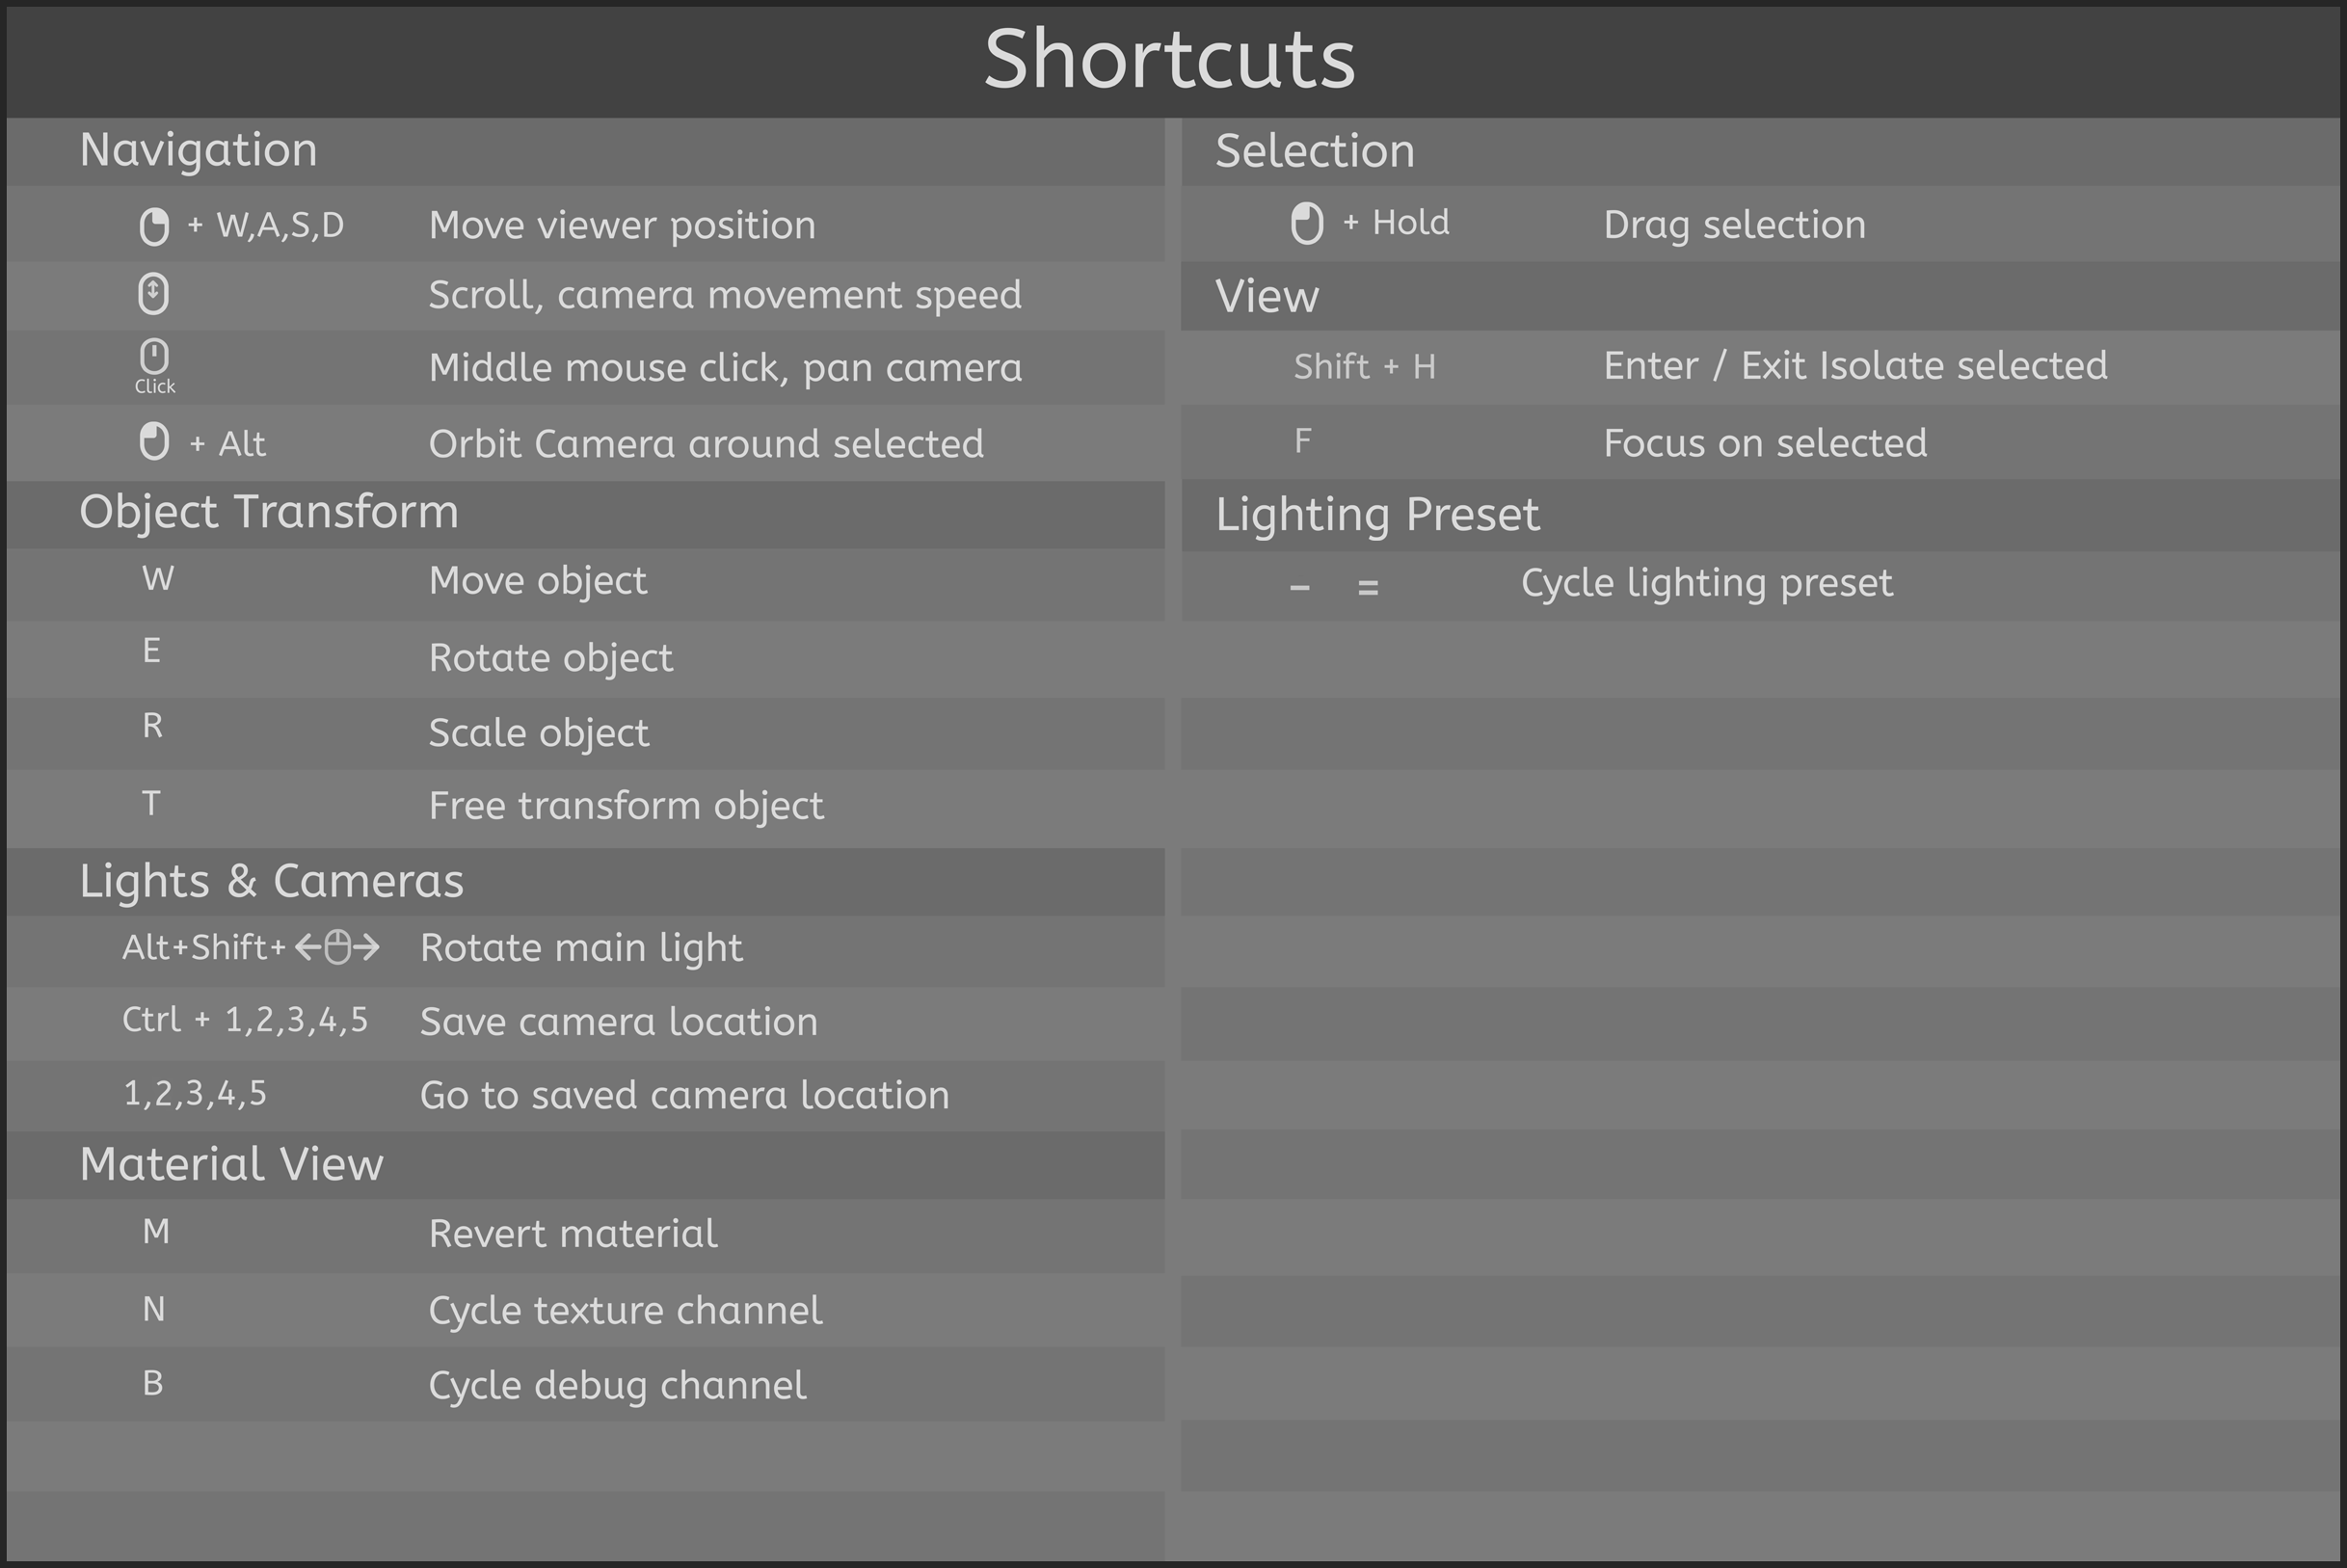 Shortcuts
Navigation
+ W,A,S,D Move viewer position
Scroll, camera movement speed
Click Middle mouse click, pan camera
+ Alt Orbit Camera around selected
Object Transform
W Move object
E Rotate object
R Scale object
T Free transform object
Lights & Cameras
Alt+Shift+ Rotate main light
Ctrl + 1,2,3,4,5 Save camera location
1,2,3,4,5 Go to saved camera location
Material View
M Revert material
N Cycle texture channel
B Cycle debug channel
Selection
+ Hold Drag selection
View
Shift + H Enter / Exit Isolate selected
F Focus on selected
Lighting Preset
- = Cycle lighting preset